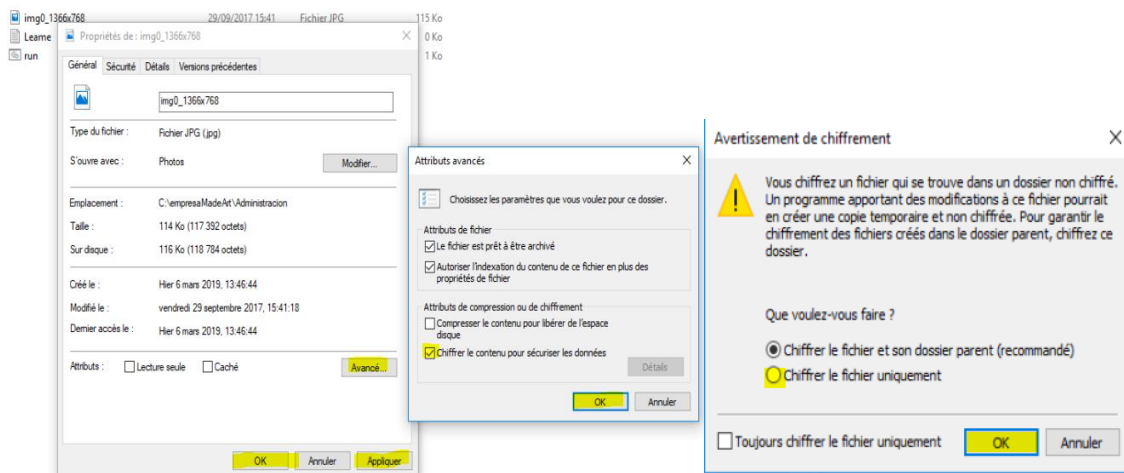 img0_1366x768 29/09/2017 15:41 Fichier JPG 115 Ko
Leame 0 Ko
run 1 Ko
Propriétés de : img0_1366x768
Général Sécurité Détails Versions précédentes
img0_1366x768
Type du fichier : Fichier JPG (.jpg)
S'ouvre avec : Photos Modifier...
Emplacement : C:\empresaMadeArt\Administracion
Taille : 114 Ko (117 392 octets)
Sur disque : 116 Ko (118 784 octets)
Créé le : Hier 6 mars 2019, 13:46:44
Modifié le : vendredi 29 septembre 2017, 15:41:18
Dernier accès le : Hier 6 mars 2019, 13:46:44
Attributs : Lecture seule Caché Avancé...
OK Annuler Appliquer
Attributs avancés
Choisissez les paramètres que vous voulez pour ce dossier.
Attributs de fichier
Le fichier est prêt à être archivé
Autoriser l'indexation du contenu de ce fichier en plus des
propriétés de fichier
Attributs de compression ou de chiffrement
Compresser le contenu pour libérer de l'espace
disque
Chiffrer le contenu pour sécuriser les données
Détails
OK Annuler
Avertissement de chiffrement
Vous chiffrez un fichier qui se trouve dans un dossier non chiffré.
Un programme apportant des modifications à ce fichier pourrait
en créer une copie temporaire et non chiffrée. Pour garantir le
chiffrement des fichiers créés dans le dossier parent, chiffrez ce
dossier.
Que voulez-vous faire ?
Chiffrer le fichier et son dossier parent (recommandé)
Chiffrer le fichier uniquement
Toujours chiffrer le fichier uniquement OK Annuler